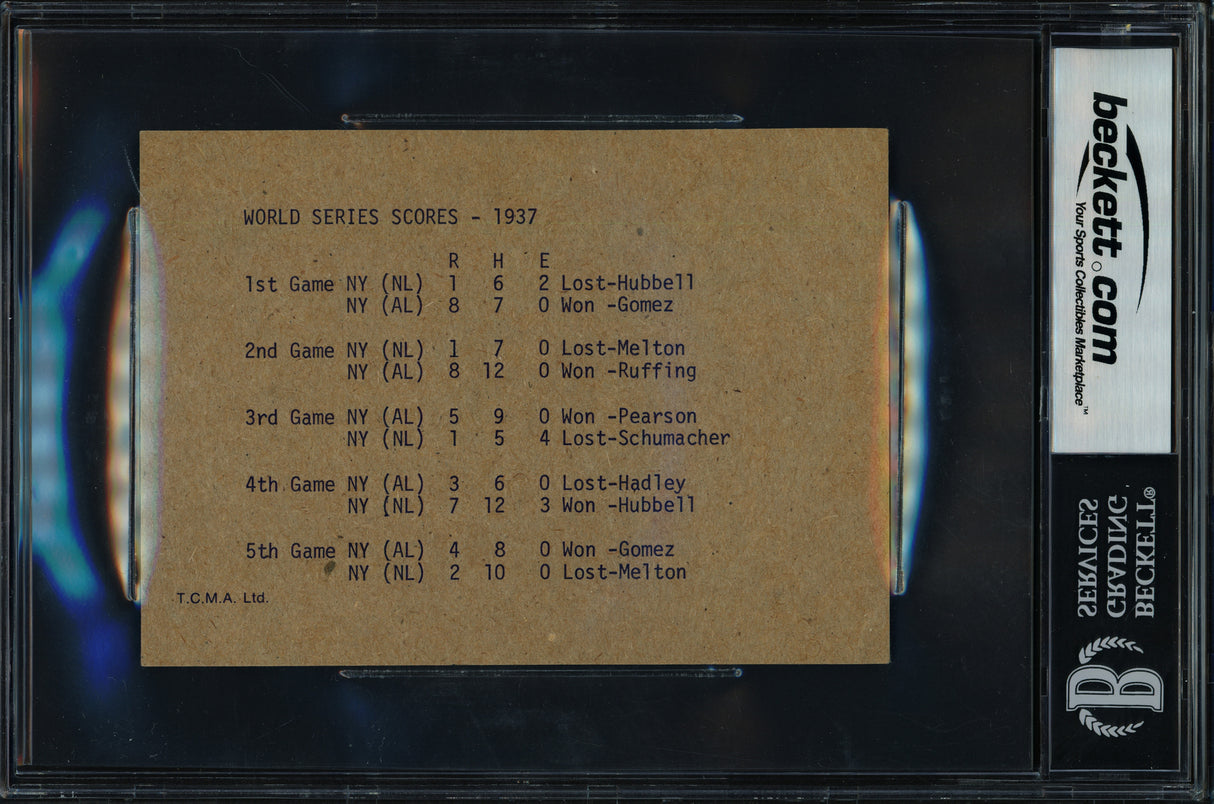 WORLD SERIES SCORES - 1937
R H E
1st Game NY (NL) 1 6 2 Lost-Hubbell
NY (AL) 8 7 0 Won -Gomez
2nd Game NY (NL) 1 7 0 Lost-Melton
NY (AL) 8 12 0 Won -Ruffing
3rd Game NY (AL) 5 9 0 Won -Pearson
NY (NL) 1 5 4 Lost-Schumacher
4th Game NY (AL) 3 6 0 Lost-Hadley
NY (NL) 7 12 3 Won -Hubbell
5th Game NY (AL) 4 8 0 Won -Gomez
NY (NL) 2 10 0 Lost-Melton
T.C.M.A. Ltd.
beckett.com
Your Sports Collectibles Marketplace™
BECKETT®
GRADING
SERVICES
B